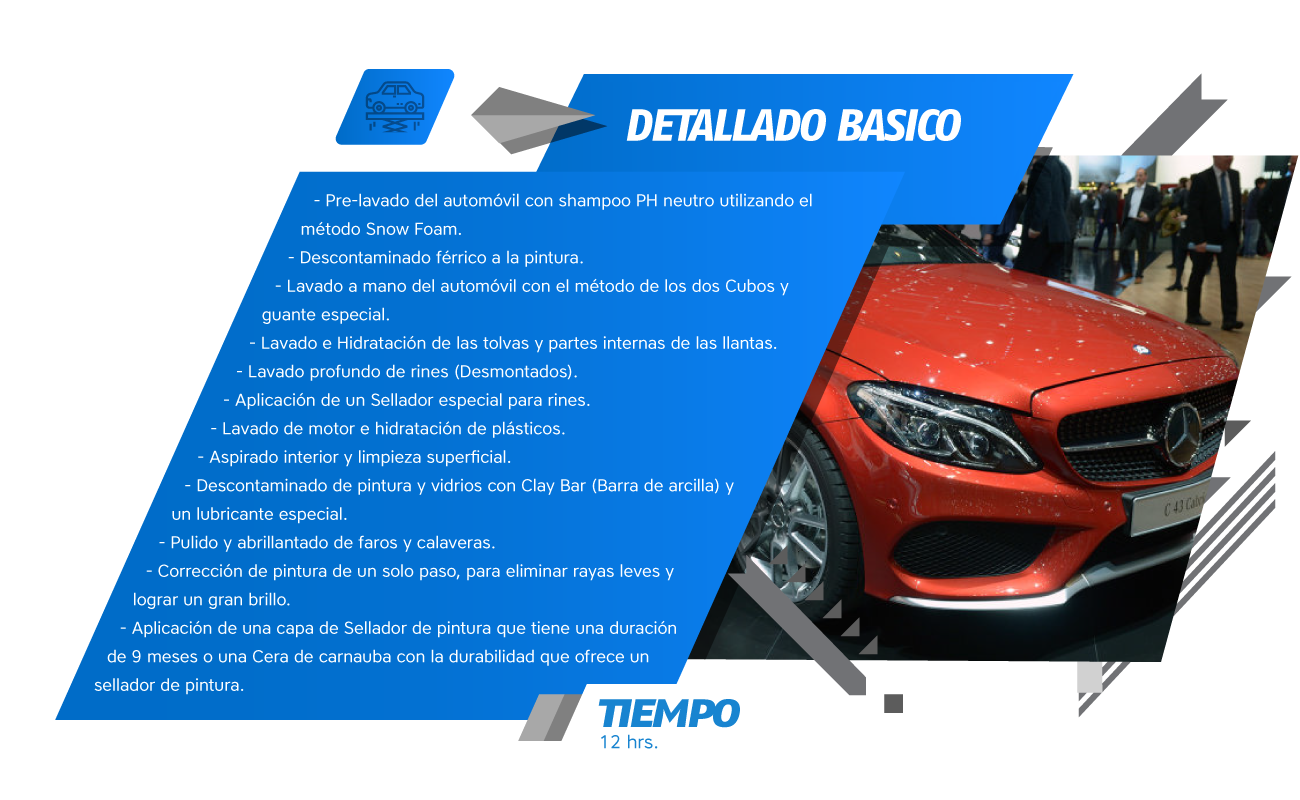 DETALLADO BASICO
- Pre-lavado del automóvil con shampoo PH neutro utilizando el
método Snow Foam.
- Descontaminado férrico a la pintura.
- Lavado a mano del automóvil con el método de los dos Cubos y
guante especial.
- Lavado e Hidratación de las tolvas y partes internas de las llantas.
- Lavado profundo de rines (Desmontados).
- Aplicación de un Sellador especial para rines.
- Lavado de motor e hidratación de plásticos.
- Aspirado interior y limpieza superficial.
- Descontaminado de pintura y vidrios con Clay Bar (Barra de arcilla) y
un lubricante especial.
- Pulido y abrillantado de faros y calaveras.
- Corrección de pintura de un solo paso, para eliminar rayas leves y
lograr un gran brillo.
- Aplicación de una capa de Sellador de pintura que tiene una duración
de 9 meses o una Cera de carnauba con la durabilidad que ofrece un
sellador de pintura.
C 43
TIEMPO
12 hrs.